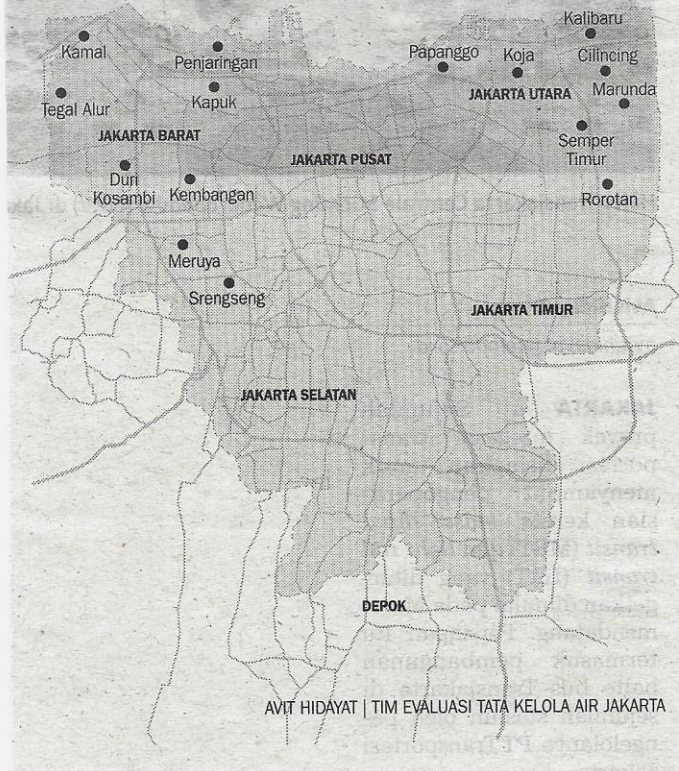 Kalibaru
Kamal
Penjaringan
Papanggo
Koja
Cilincing
Marunda
Tegal Alur
Kapuk
JAKARTA UTARA
JAKARTA BARAT
JAKARTA PUSAT
Semper
Timur
Duri
Kosambi
Kembangan
Rorotan
Meruya
Srengseng
JAKARTA TIMUR
JAKARTA SELATAN
DEPOK
AVIT HIDAYAT | TIM EVALUASI TATA KELOLA AIR JAKARTA